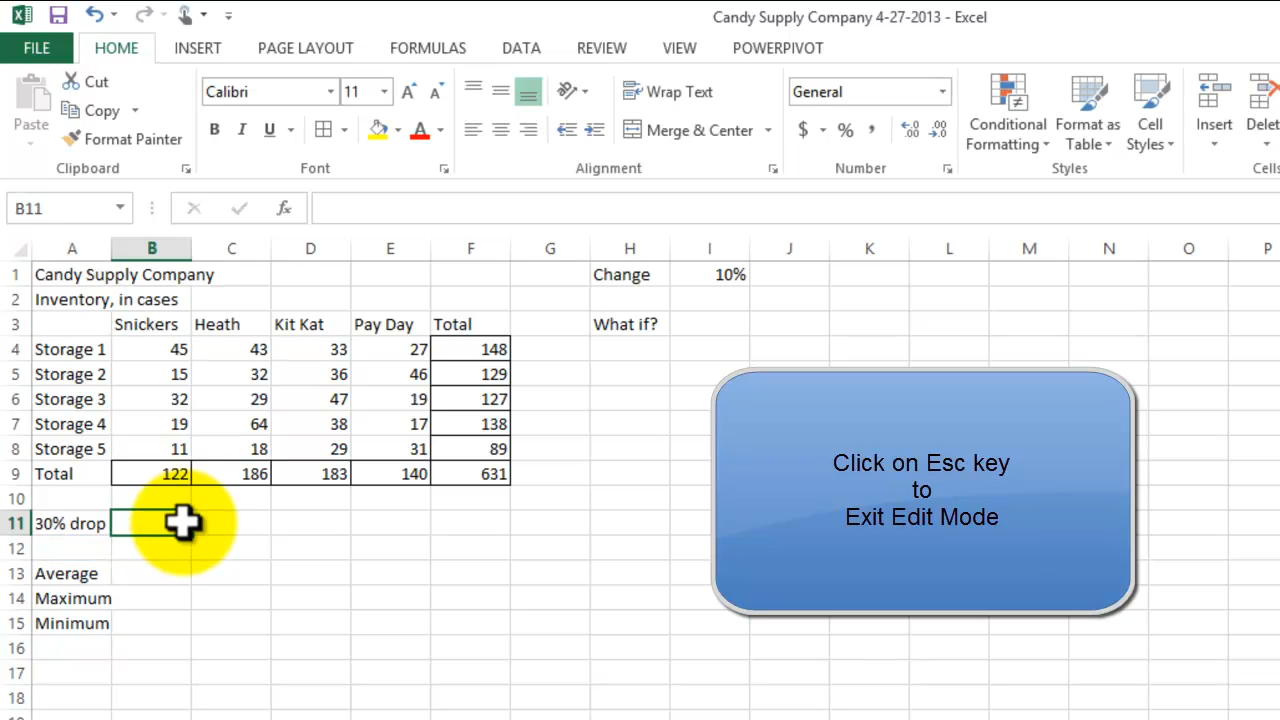 Candy Supply Company 4-27-2013 - Excel
FILE HOME INSERT PAGE LAYOUT FORMULAS DATA REVIEW VIEW POWERPIVOT
Paste
Cut
Copy
Format Painter
Clipboard
Calibri 11
B I U
Font
Wrap Text
Merge & Center
Alignment
General
$ % ,
Number
Conditional Formatting
Format as Table
Cell Styles
Styles
Insert
Delet
Cells
B11
fx
A B C D E F G H I J K L M N O P
1 Candy Supply Company Change 10%
2 Inventory, in cases
3 Snickers Heath Kit Kat Pay Day Total What if?
4 Storage 1 45 43 33 27 148
5 Storage 2 15 32 36 46 129
6 Storage 3 32 29 47 19 127
7 Storage 4 19 64 38 17 138
8 Storage 5 11 18 29 31 89
9 Total 122 186 183 140 631
10
11 30% drop
12
13 Average
14 Maximum
15 Minimum
16
17
18
Click on Esc key
to
Exit Edit Mode